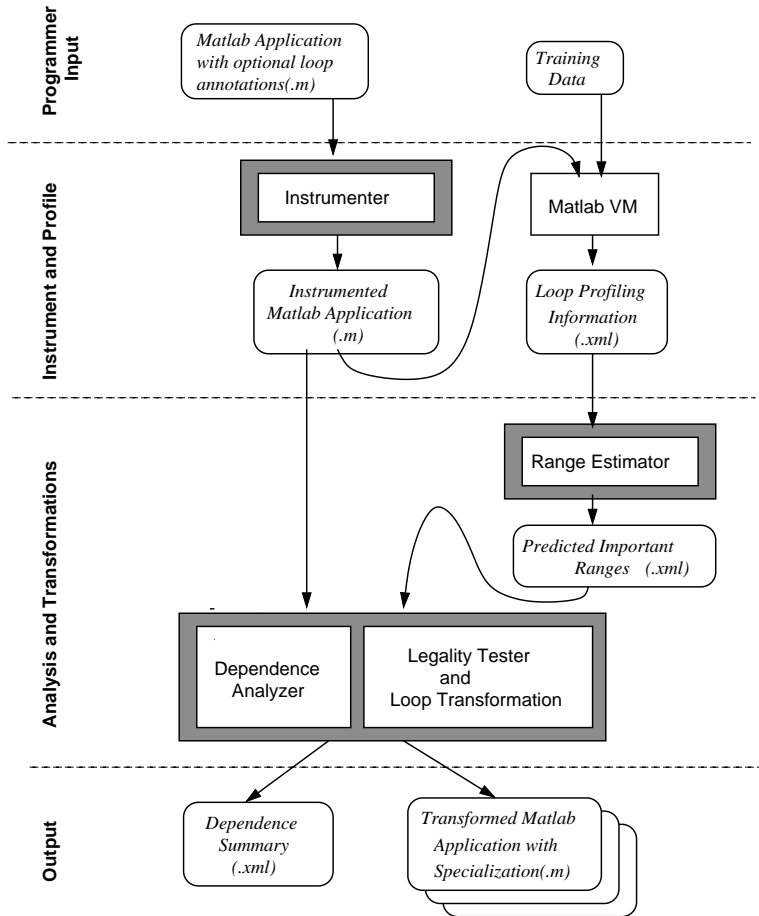 Programmer
Input
Matlab Application
with optional loop
annotations(.m)
Training
Data
Instrument and Profile
Instrumenter
Matlab VM
Instrumented
Matlab Application
(.m)
Loop Profiling
Information
(.xml)
Analysis and Transformations
Range Estimator
Predicted Important
Ranges (.xml)
Dependence
Analyzer
Legality Tester
and
Loop Transformation
Output
Dependence
Summary
(.xml)
Transformed Matlab
Application with
Specialization(.m)